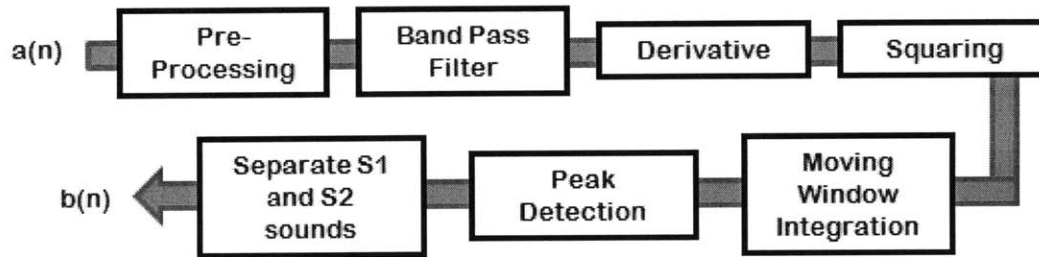 a(n)
Pre-
Processing
Band Pass
Filter
Derivative
Squaring
b(n)
Separate S1
and S2
sounds
Peak
Detection
Moving
Window
Integration